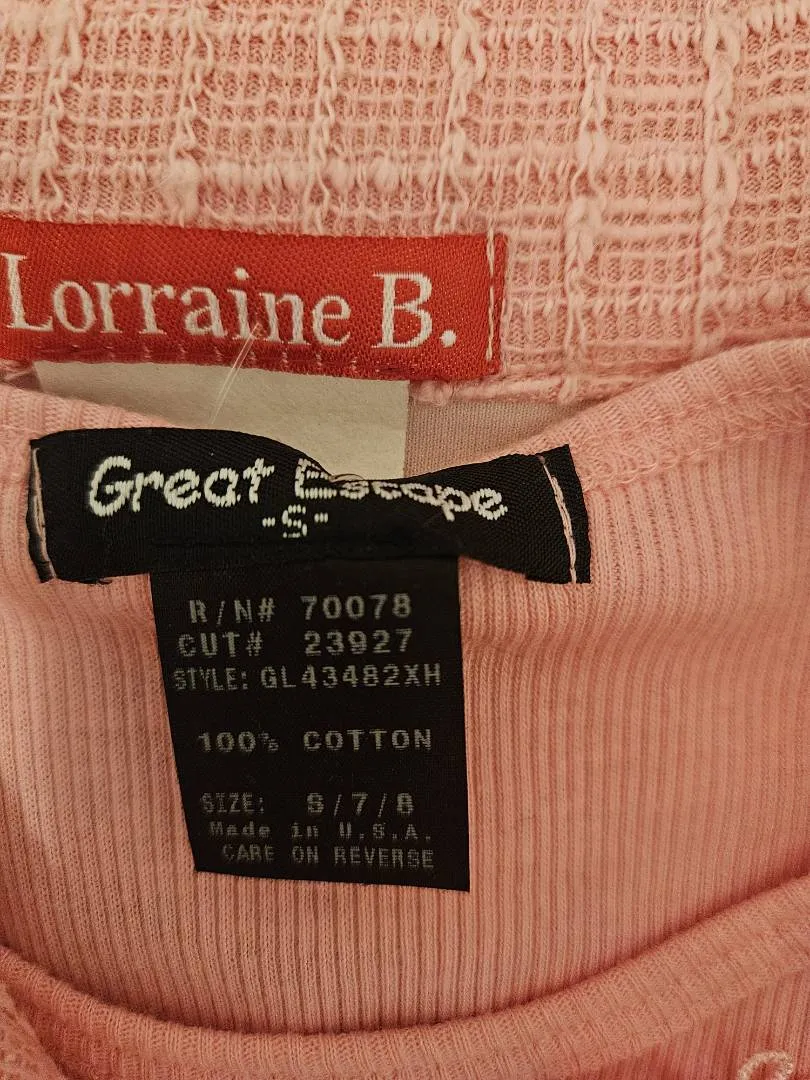 Lorraine B.
Great Escape
-S-
R/N# 70078
CUT# 23927
STYLE: GL43482XH
100% COTTON
SIZE: S/7/8
Made in U.S.A.
CARE ON REVERSE